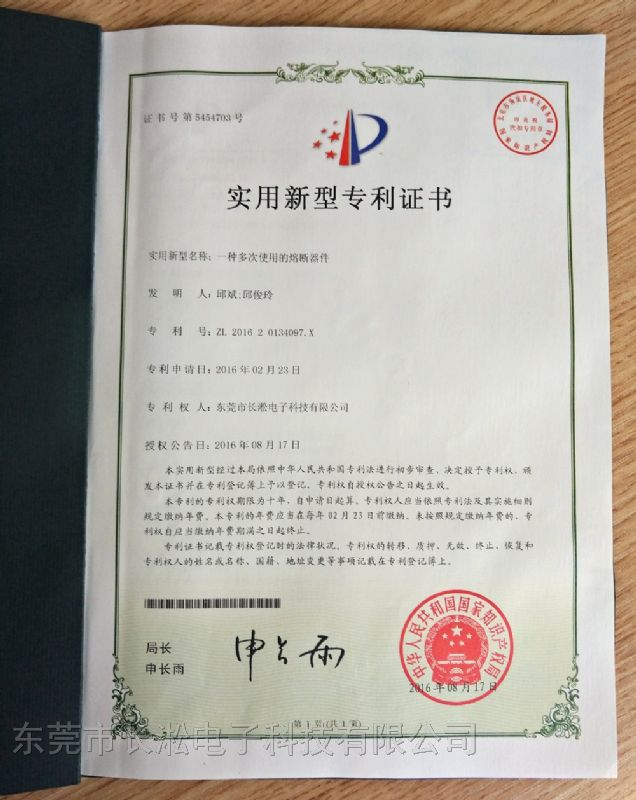 证书号第5454703号
实用新型专利证书
实用新型名称：一种多次使用的熔断器件
发 明 人：邱斌;邱俊玲
专 利 号：ZL 2016 2 0134097.X
专利申请日：2016年02月23日
专 利 权 人：东莞市长淞电子科技有限公司
授权公告日：2016年08月17日
本实用新型经过本局依照中华人民共和国专利法进行初步审查，决定授予专利权，颁
发本证书并在专利登记簿上予以登记。专利权自授权公告之日起生效。
本专利的专利权期限为十年，自申请日起算。专利权人应当依照专利法及其实施细则
规定缴纳年费。本专利的年费应当在每年02月23日前缴纳。未按照规定缴纳年费的，专
利权自应当缴纳年费期满之日起终止。
专利证书记载专利权登记时的法律状况。专利权的转移、质押、无效、终止、恢复和
专利权人的姓名或名称、国籍、地址变更等事项记载在专利登记簿上。
局长
申长雨
申长雨
中华人民共和国国家知识产权局
2016年08月17日
第1页(共1页)
东莞市长淞电子科技有限公司